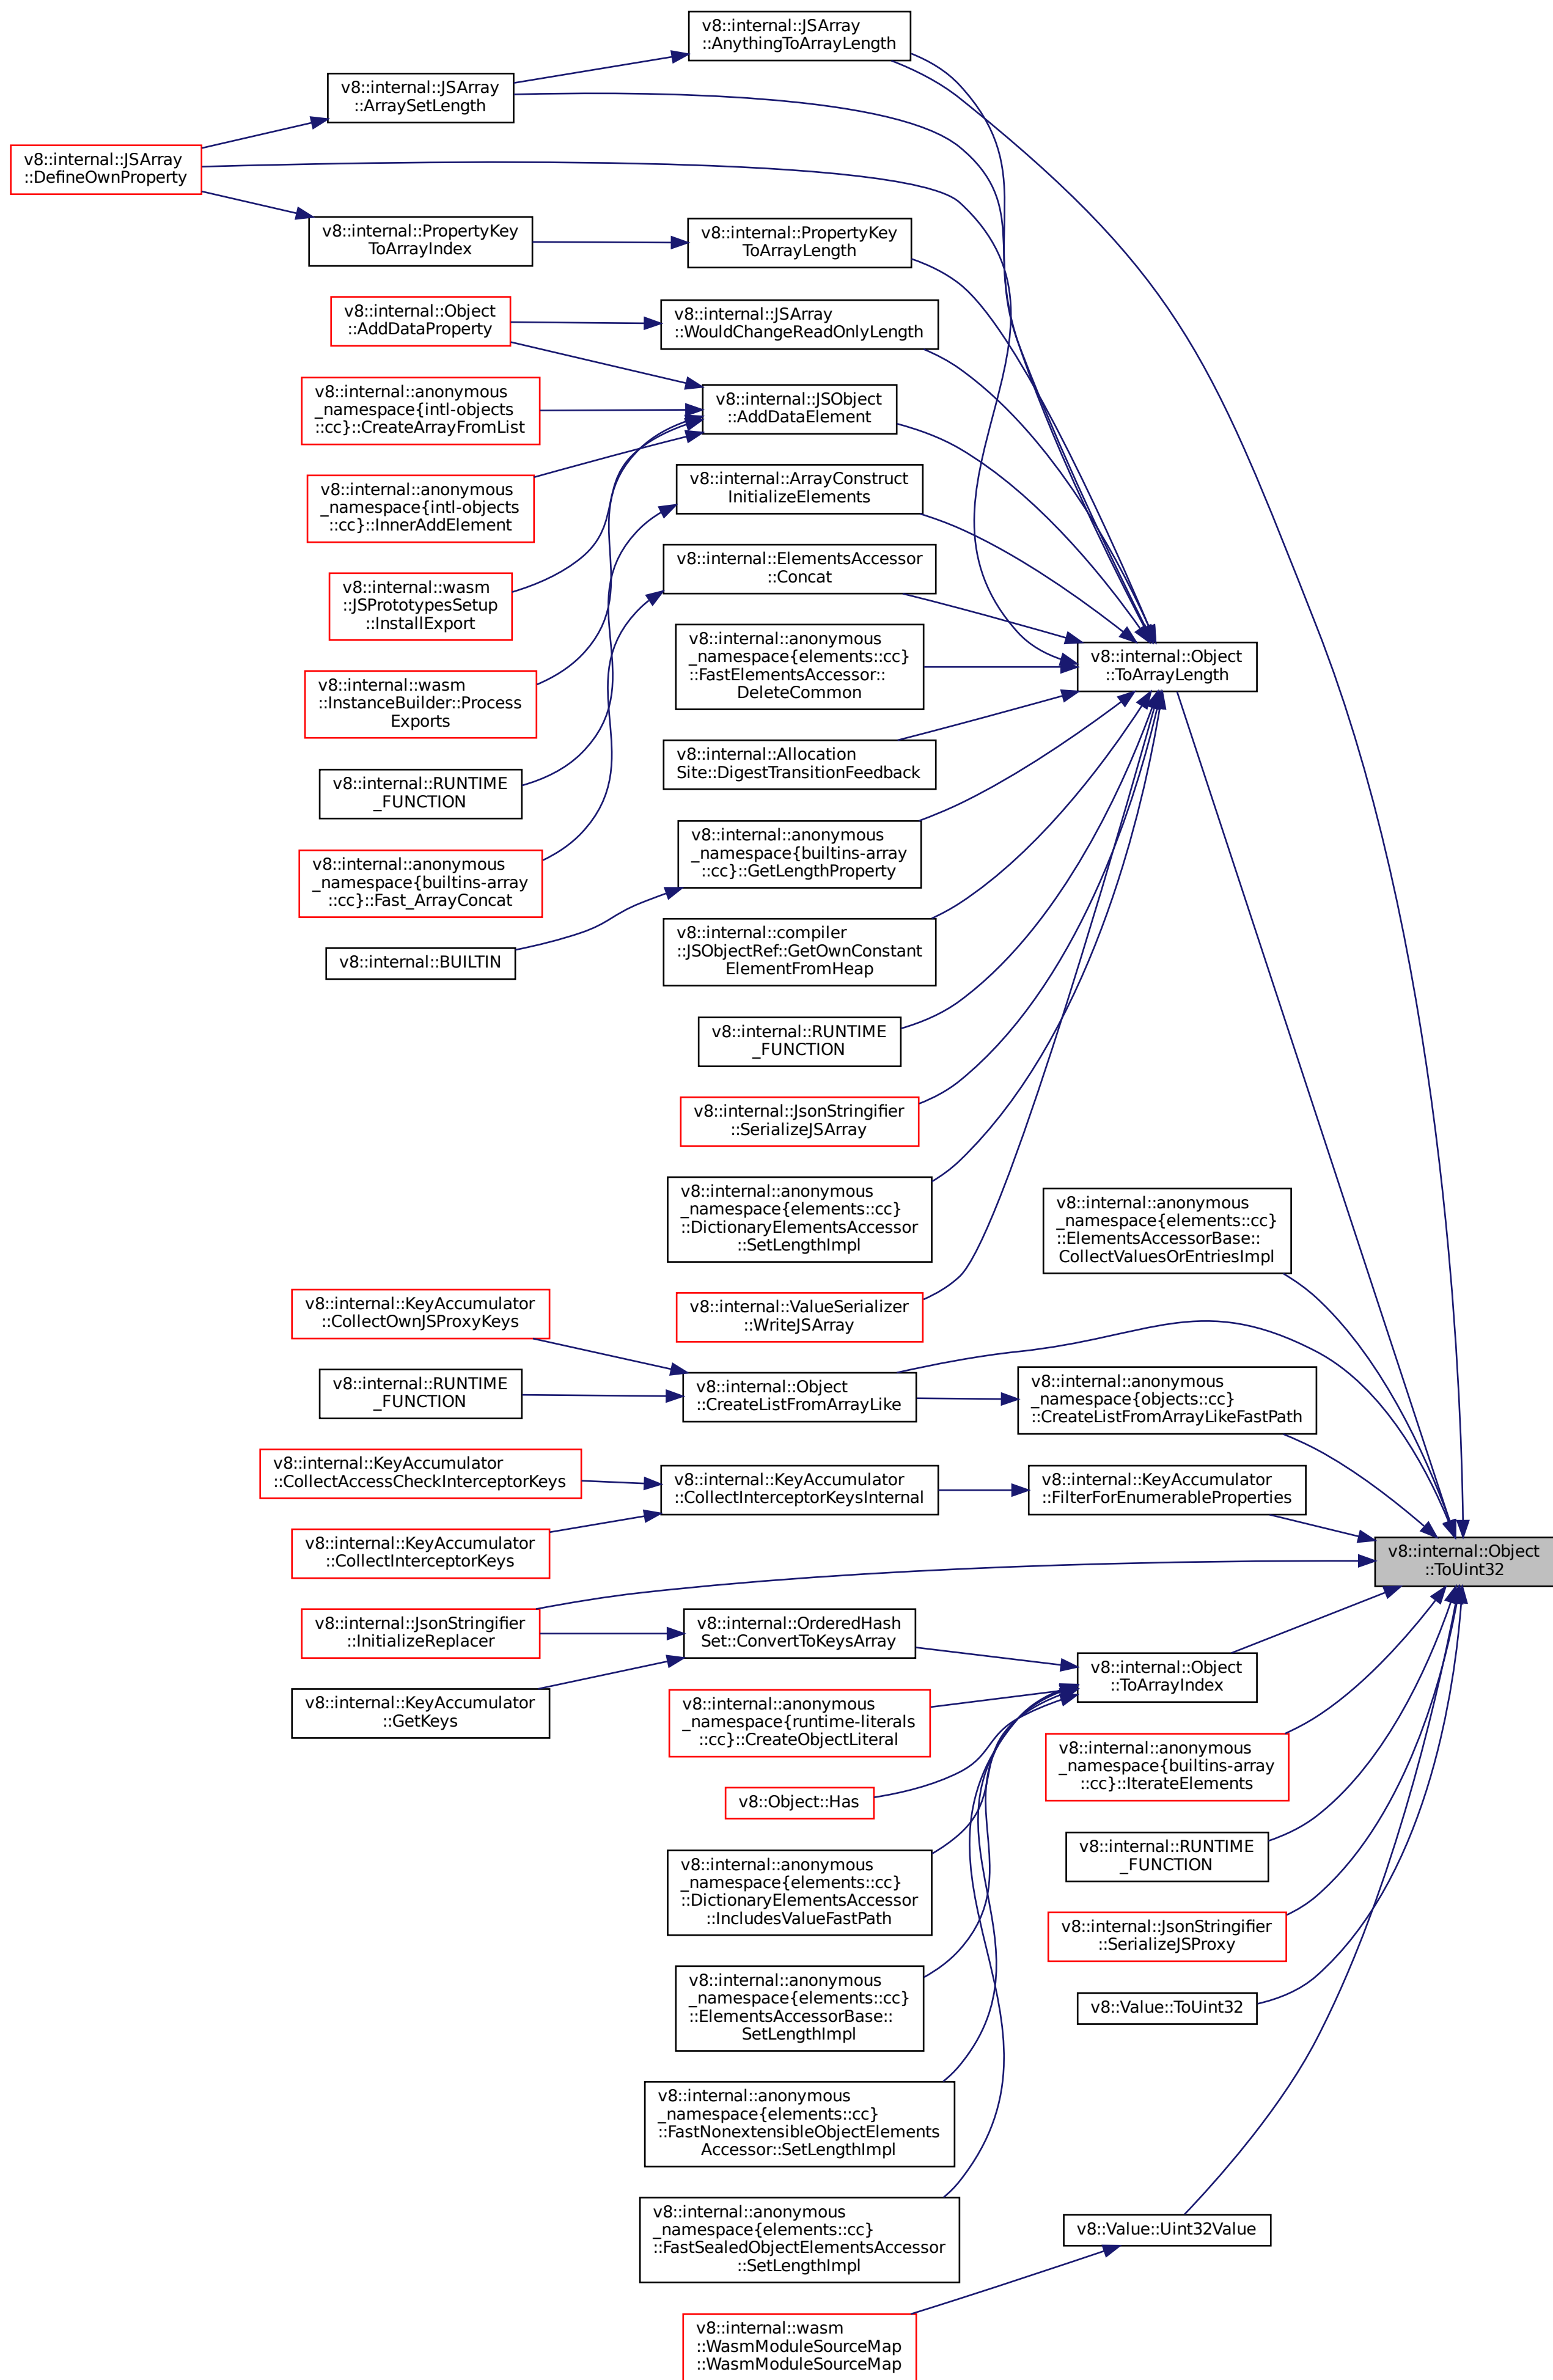 v8::internal::JSArray
::AnythingToArrayLength
v8::internal::JSArray
::ArraySetLength
v8::internal::JSArray
::DefineOwnProperty
v8::internal::PropertyKey
ToArrayIndex
v8::internal::PropertyKey
ToArrayLength
v8::internal::Object
::AddDataProperty
v8::internal::JSArray
::WouldChangeReadOnlyLength
v8::internal::anonymous
_namespace{intl-objects
::cc}::CreateArrayFromList
v8::internal::JSObject
::AddDataElement
v8::internal::anonymous
_namespace{intl-objects
::cc}::InnerAddElement
v8::internal::ArrayConstruct
InitializeElements
v8::internal::ElementsAccessor
::Concat
v8::internal::wasm
::JSPrototypesSetup
::InstallExport
v8::internal::anonymous
_namespace{elements::cc}
::FastElementsAccessor::
DeleteCommon
v8::internal::Object
::ToArrayLength
v8::internal::wasm
::InstanceBuilder::Process
Exports
v8::internal::Allocation
Site::DigestTransitionFeedback
v8::internal::RUNTIME
_FUNCTION
v8::internal::anonymous
_namespace{builtins-array
::cc}::GetLengthProperty
v8::internal::anonymous
_namespace{builtins-array
::cc}::Fast_ArrayConcat
v8::internal::compiler
::JSObjectRef::GetOwnConstant
ElementFromHeap
v8::internal::BUILTIN
v8::internal::RUNTIME
_FUNCTION
v8::internal::JsonStringifier
::SerializeJSArray
v8::internal::anonymous
_namespace{elements::cc}
::DictionaryElementsAccessor
::SetLengthImpl
v8::internal::anonymous
_namespace{elements::cc}
::ElementsAccessorBase::
CollectValuesOrEntriesImpl
v8::internal::KeyAccumulator
::CollectOwnJSProxyKeys
v8::internal::ValueSerializer
::WriteJSArray
v8::internal::RUNTIME
_FUNCTION
v8::internal::Object
::CreateListFromArrayLike
v8::internal::anonymous
_namespace{objects::cc}
::CreateListFromArrayLikeFastPath
v8::internal::KeyAccumulator
::CollectAccessCheckInterceptorKeys
v8::internal::KeyAccumulator
::CollectInterceptorKeysInternal
v8::internal::KeyAccumulator
::FilterForEnumerableProperties
v8::internal::KeyAccumulator
::CollectInterceptorKeys
v8::internal::Object
::ToUint32
v8::internal::JsonStringifier
::InitializeReplacer
v8::internal::OrderedHash
Set::ConvertToKeysArray
v8::internal::Object
::ToArrayIndex
v8::internal::KeyAccumulator
::GetKeys
v8::internal::anonymous
_namespace{runtime-literals
::cc}::CreateObjectLiteral
v8::internal::anonymous
_namespace{builtins-array
::cc}::IterateElements
v8::Object::Has
v8::internal::RUNTIME
_FUNCTION
v8::internal::anonymous
_namespace{elements::cc}
::DictionaryElementsAccessor
::IncludesValueFastPath
v8::internal::JsonStringifier
::SerializeJSProxy
v8::internal::anonymous
_namespace{elements::cc}
::ElementsAccessorBase::
SetLengthImpl
v8::Value::ToUint32
v8::internal::anonymous
_namespace{elements::cc}
::FastNonextensibleObjectElements
Accessor::SetLengthImpl
v8::internal::anonymous
_namespace{elements::cc}
::FastSealedObjectElementsAccessor
::SetLengthImpl
v8::Value::Uint32Value
v8::internal::wasm
::WasmModuleSourceMap
::WasmModuleSourceMap